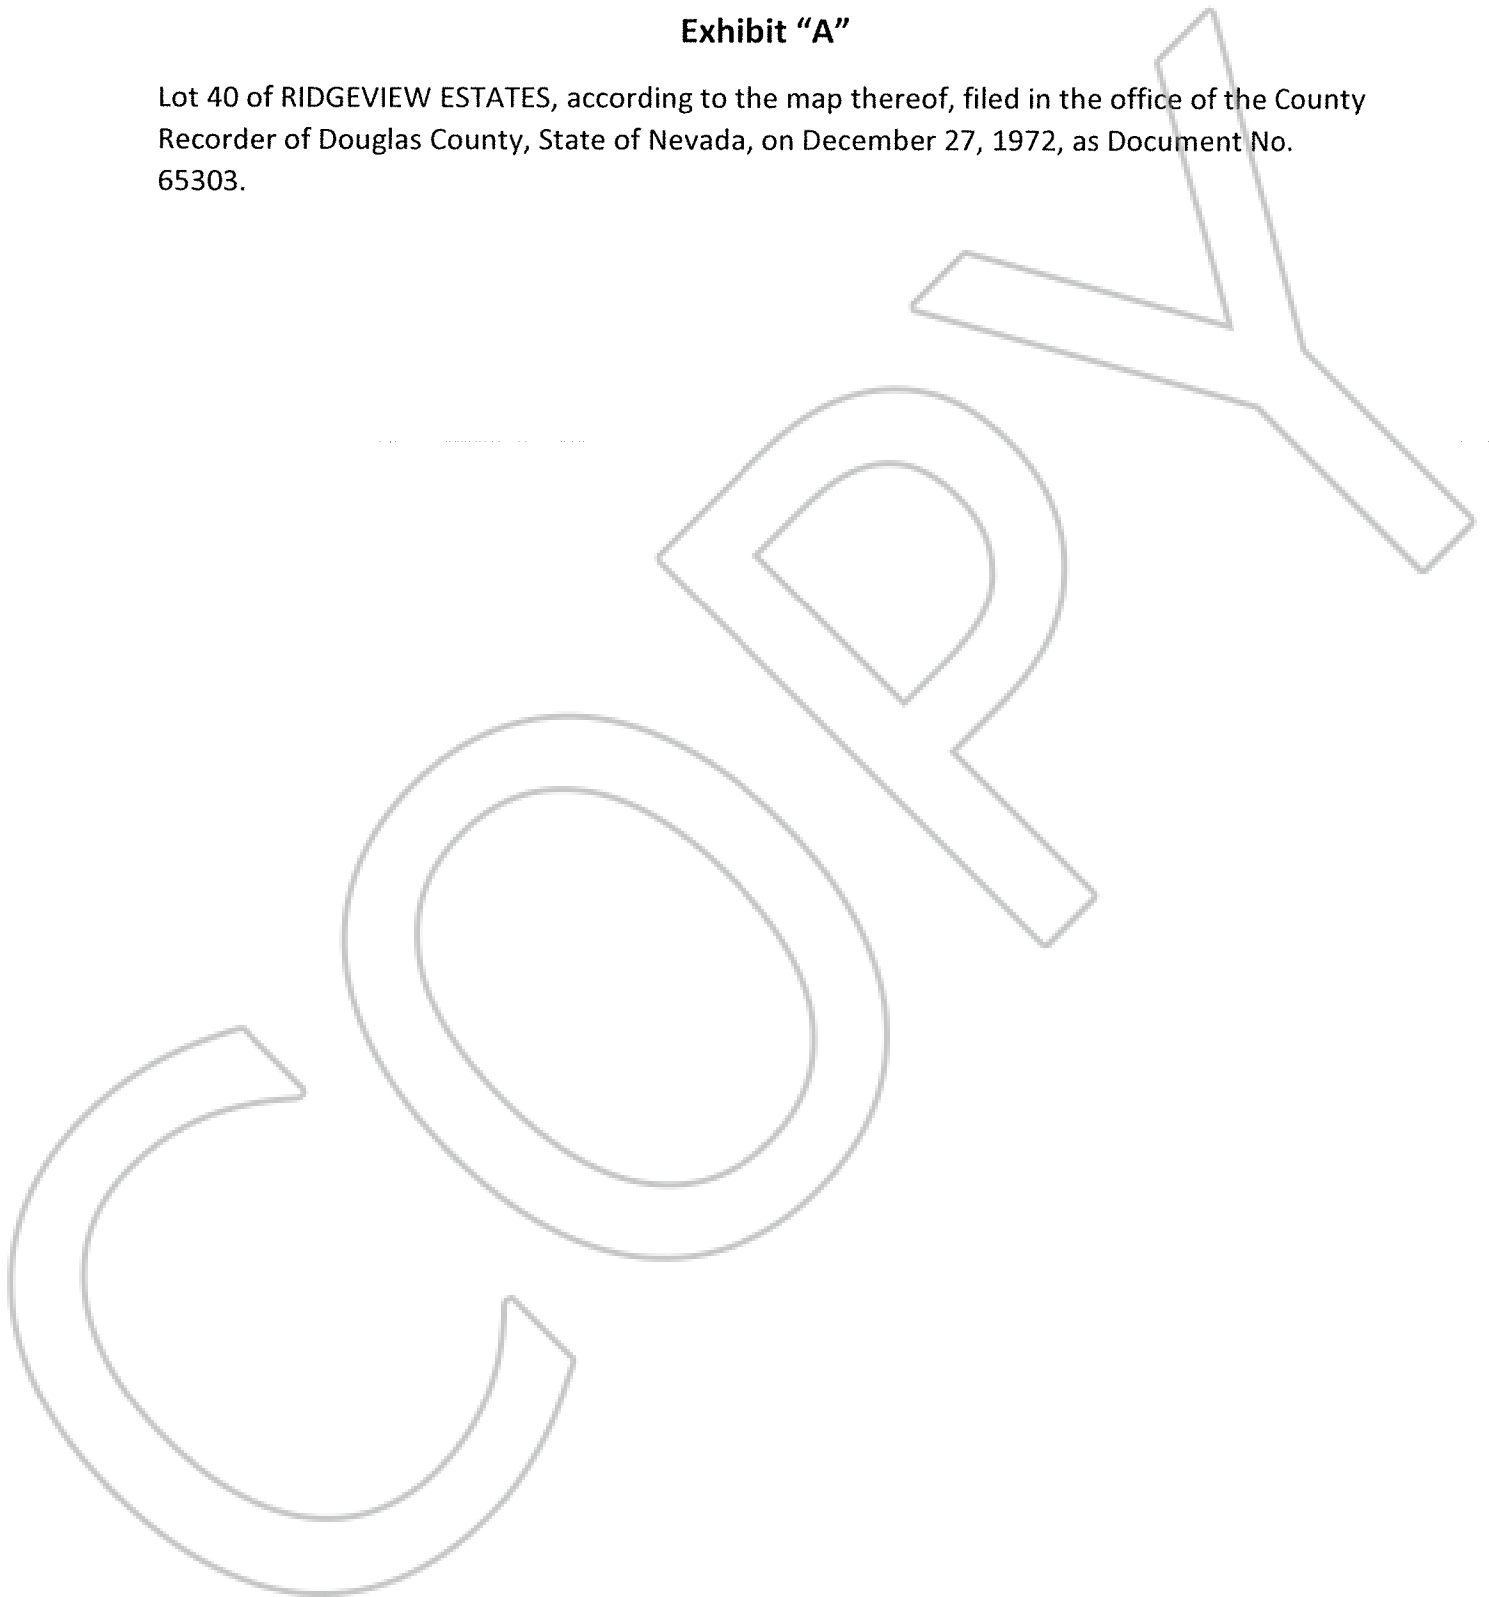 Exhibit “A”
Lot 40 of RIDGEVIEW ESTATES, according to the map thereof, filed in the office of the County
Recorder of Douglas County, State of Nevada, on December 27, 1972, as Document No.
65303.
COPY